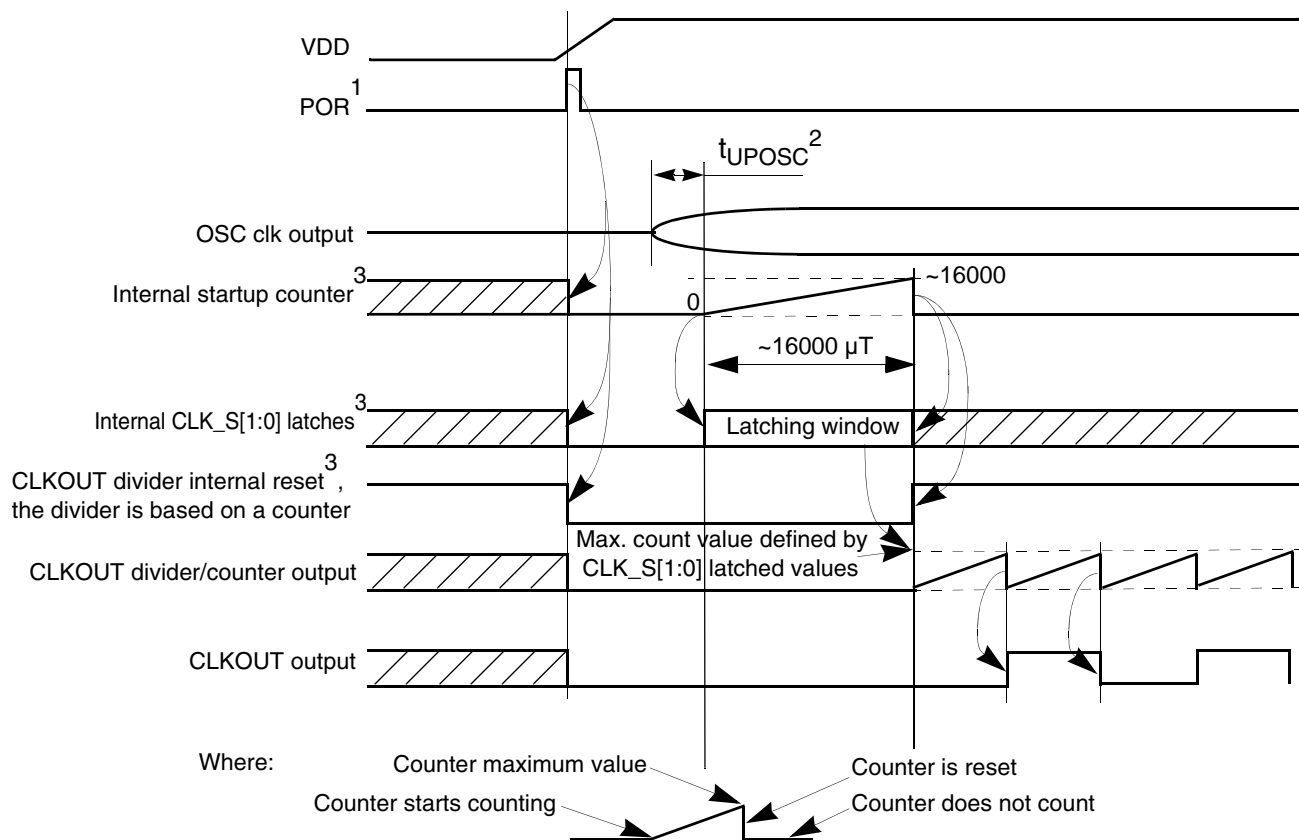 VDD
POR1
tUPOSC2
OSC clk output
Internal startup counter3
~16000
0
~16000 µT
Internal CLK_S[1:0] latches3
Latching window
CLKOUT divider internal reset3,
the divider is based on a counter
Max. count value defined by
CLK_S[1:0] latched values
CLKOUT divider/counter output
CLKOUT output
Where:
Counter maximum value
Counter is reset
Counter starts counting
Counter does not count